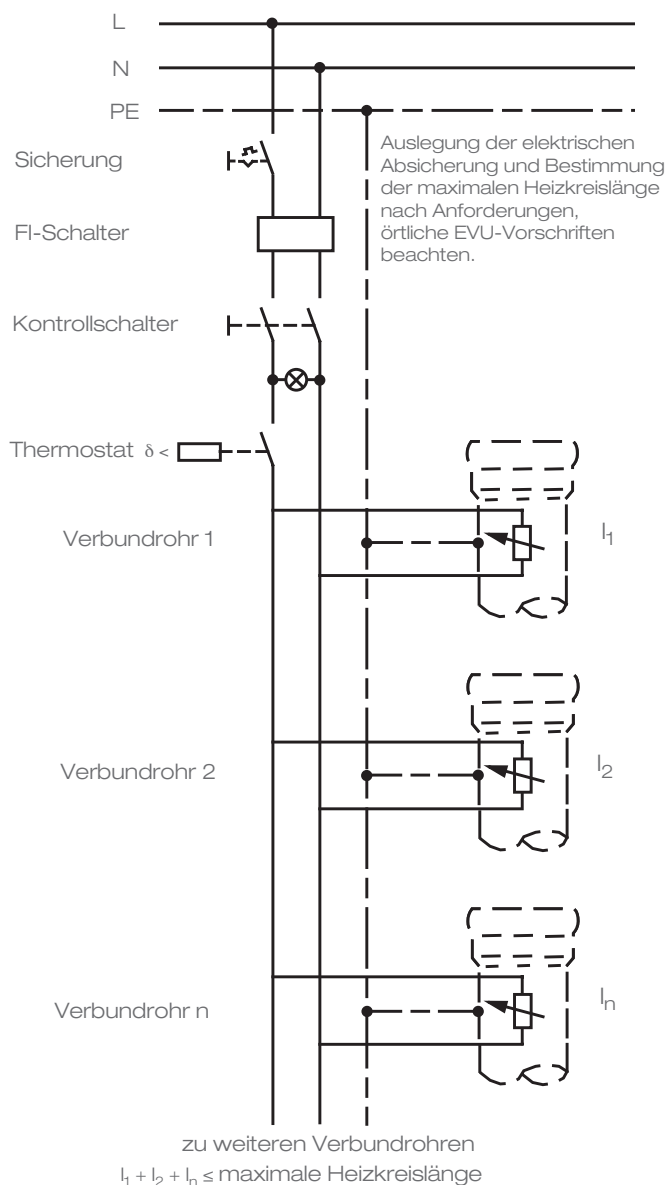 L
N
PE
Auslegung der elektrischen
Absicherung und Bestimmung
der maximalen Heizkreislänge
nach Anforderungen,
örtliche EVU-Vorschriften
beachten.
Sicherung
FI-Schalter
Kontrollschalter
Thermostat δ <
Verbundrohr 1
l₁
Verbundrohr 2
l₂
Verbundrohr n
lₙ
zu weiteren Verbundrohren
l₁ + l₂ + lₙ ≤ maximale Heizkreislänge